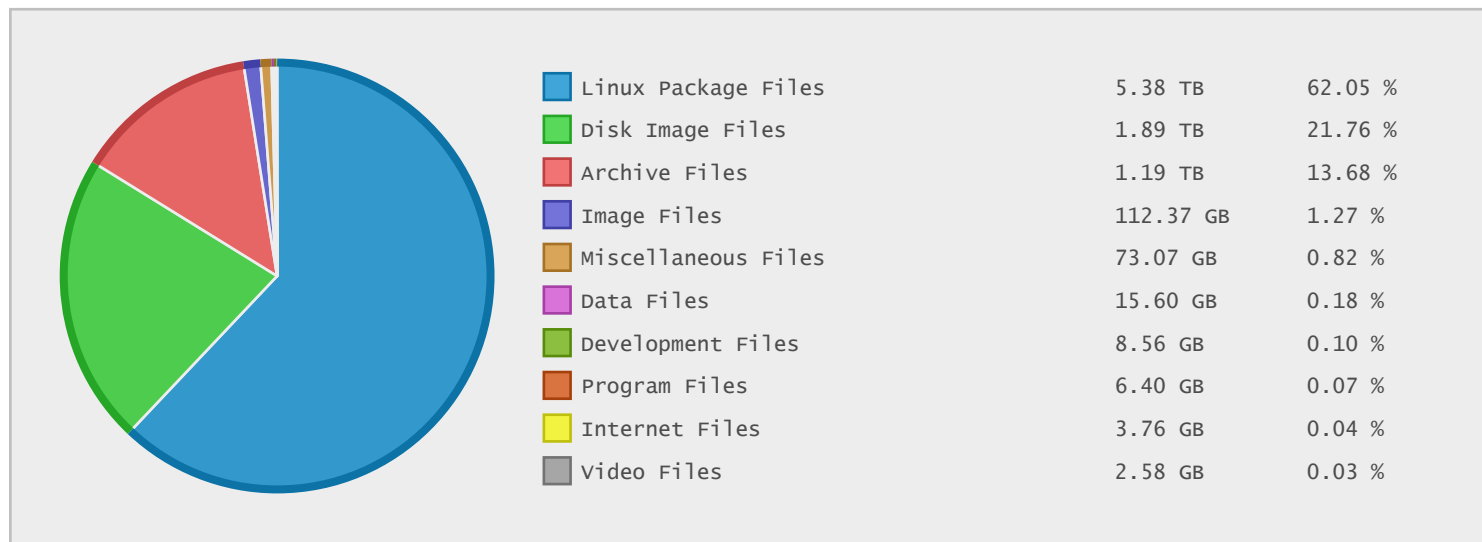 Linux Package Files 5.38 TB 62.05 %
Disk Image Files 1.89 TB 21.76 %
Archive Files 1.19 TB 13.68 %
Image Files 112.37 GB 1.27 %
Miscellaneous Files 73.07 GB 0.82 %
Data Files 15.60 GB 0.18 %
Development Files 8.56 GB 0.10 %
Program Files 6.40 GB 0.07 %
Internet Files 3.76 GB 0.04 %
Video Files 2.58 GB 0.03 %